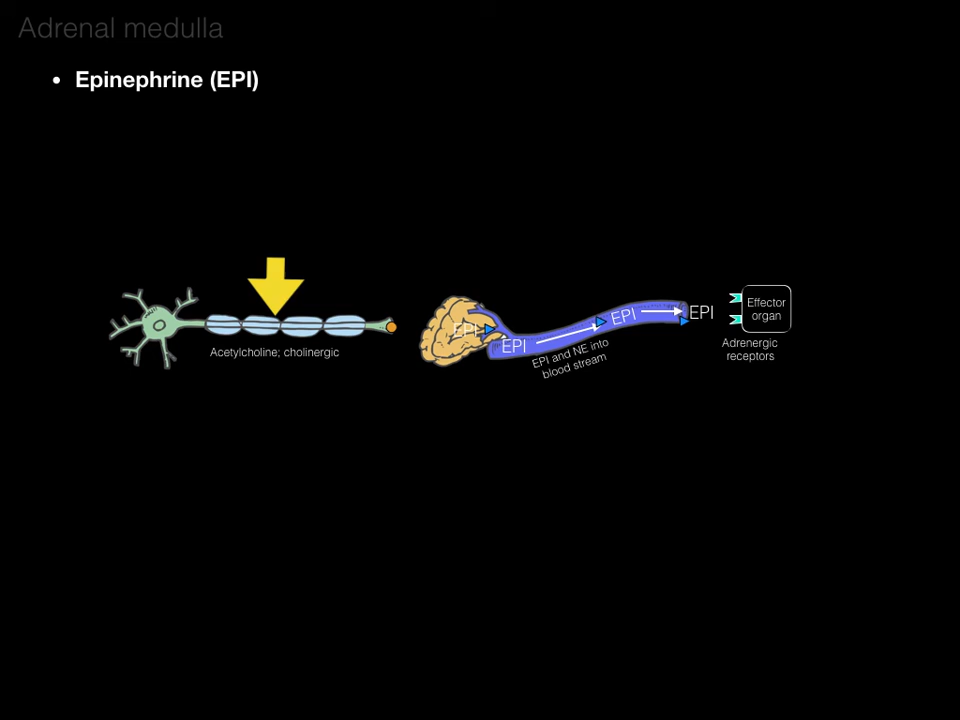 Adrenal medulla
• Epinephrine (EPI)
Acetylcholine; cholinergic
EPI
EPI
EPI
EPI
EPI and NE into
blood stream
Effector
organ
Adrenergic
receptors